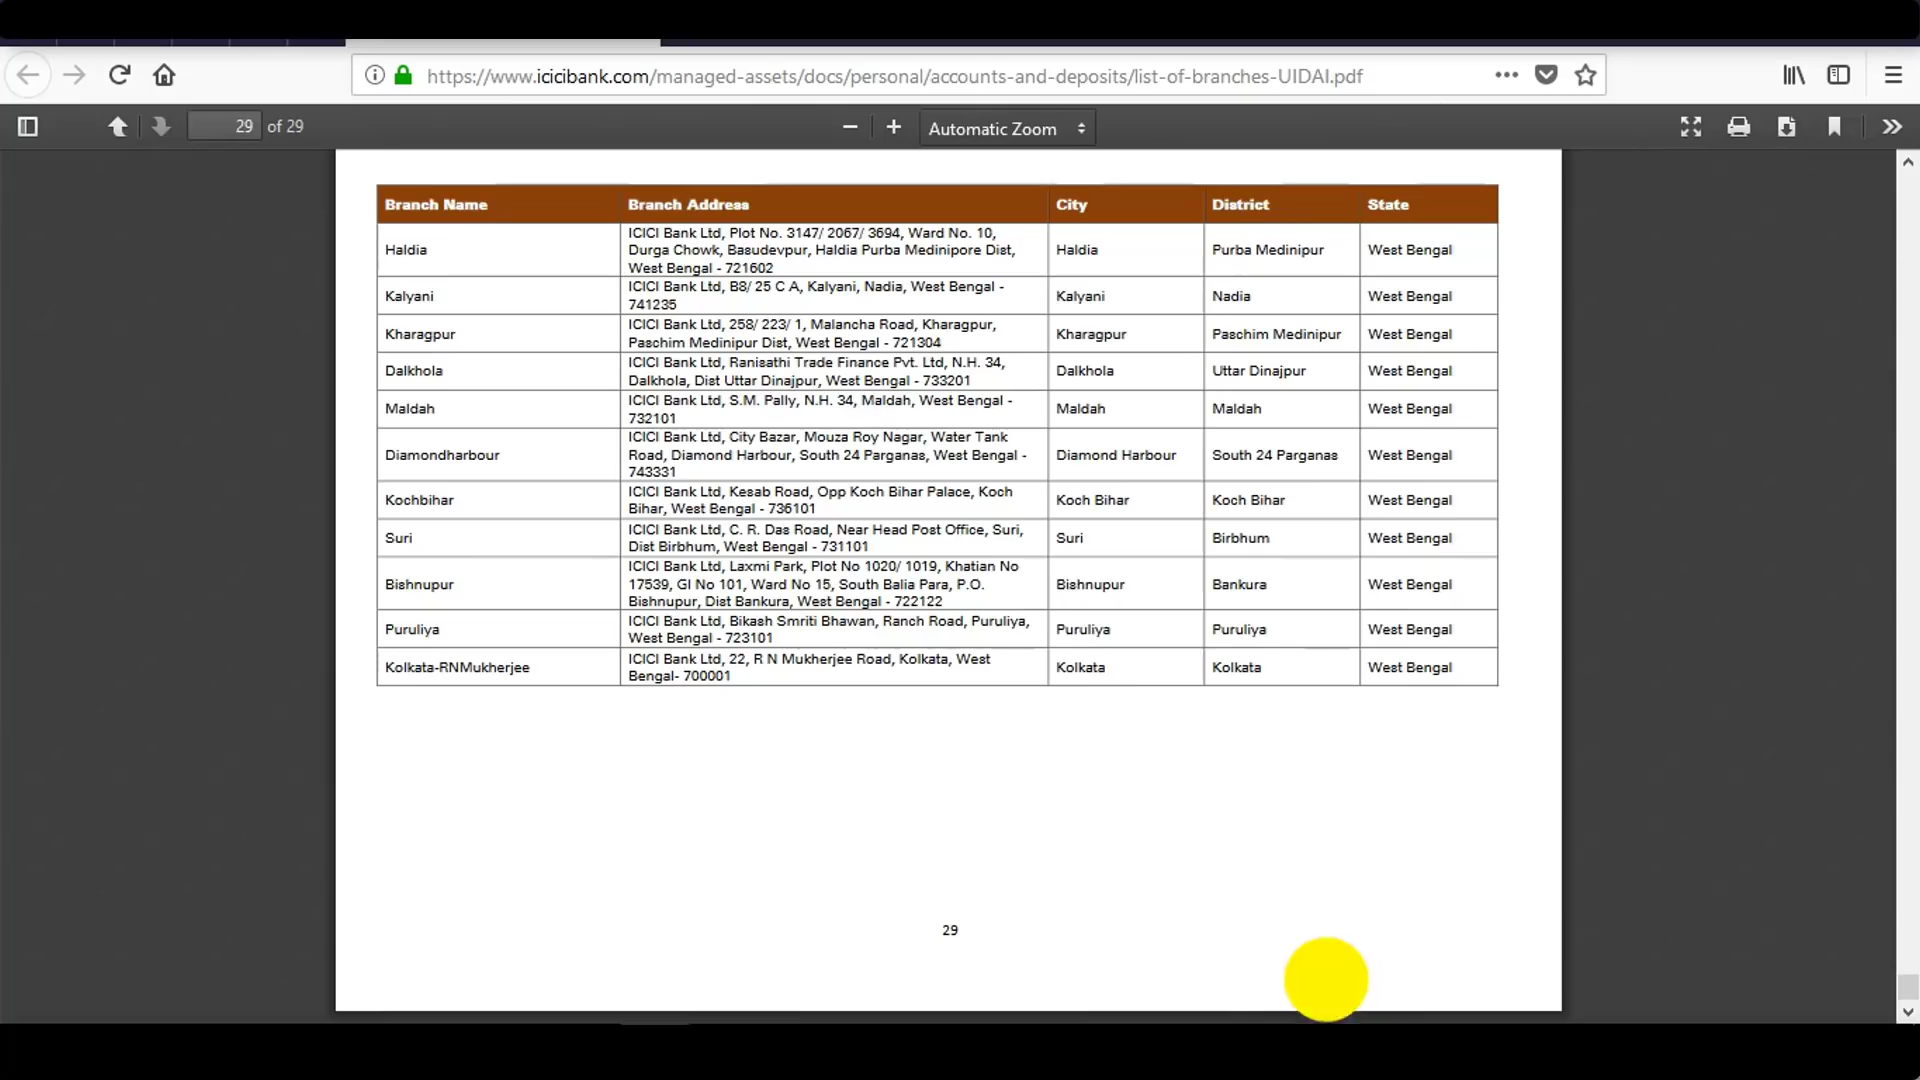 https://www.icicibank.com/managed-assets/docs/personal/accounts-and-deposits/list-of-branches-UIDAI.pdf
29 of 29
Automatic Zoom
Branch Name Branch Address City District State
Haldia
ICICI Bank Ltd, Plot No. 3147/ 2067/ 3694, Ward No. 10,
Durga Chowk, Basudevpur, Haldia Purba Medinipore Dist,
West Bengal - 721602
Haldia
Purba Medinipur
West Bengal
Kalyani
ICICI Bank Ltd, B8/ 25 C A, Kalyani, Nadia, West Bengal -
741235
Kalyani
Nadia
West Bengal
Kharagpur
ICICI Bank Ltd, 258/ 223/ 1, Malancha Road, Kharagpur,
Paschim Medinipur Dist, West Bengal - 721304
Kharagpur
Paschim Medinipur
West Bengal
Dalkhola
ICICI Bank Ltd, Ranisathi Trade Finance Pvt. Ltd, N.H. 34,
Dalkhola, Dist Uttar Dinajpur, West Bengal - 733201
Dalkhola
Uttar Dinajpur
West Bengal
Maldah
ICICI Bank Ltd, S.M. Pally, N.H. 34, Maldah, West Bengal -
732101
Maldah
Maldah
West Bengal
Diamondharbour
ICICI Bank Ltd, City Bazar, Mouza Roy Nagar, Water Tank
Road, Diamond Harbour, South 24 Parganas, West Bengal -
743331
Diamond Harbour
South 24 Parganas
West Bengal
Kochbihar
ICICI Bank Ltd, Kesab Road, Opp Koch Bihar Palace, Koch
Bihar, West Bengal - 736101
Koch Bihar
Koch Bihar
West Bengal
Suri
ICICI Bank Ltd, C. R. Das Road, Near Head Post Office, Suri,
Dist Birbhum, West Bengal - 731101
Suri
Birbhum
West Bengal
Bishnupur
ICICI Bank Ltd, Laxmi Park, Plot No 1020/ 1019, Khatian No
17539, GI No 101, Ward No 15, South Balia Para, P.O.
Bishnupur, Dist Bankura, West Bengal - 722122
Bishnupur
Bankura
West Bengal
Puruliya
ICICI Bank Ltd, Bikash Smriti Bhawan, Ranch Road, Puruliya,
West Bengal - 723101
Puruliya
Puruliya
West Bengal
Kolkata-RNMukherjee
ICICI Bank Ltd, 22, R N Mukherjee Road, Kolkata, West
Bengal- 700001
Kolkata
Kolkata
West Bengal
29